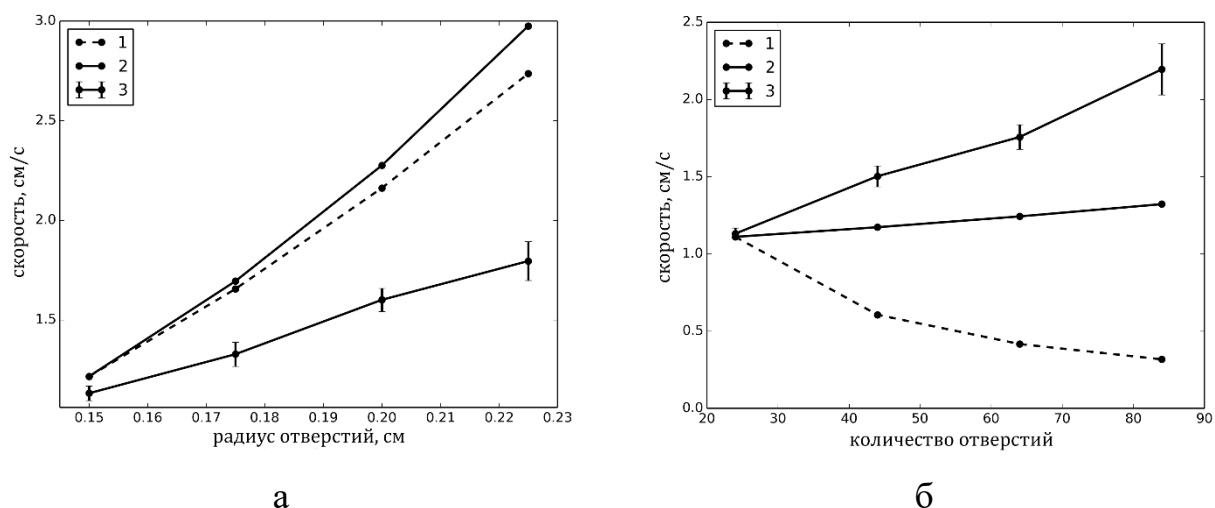 3.0
2.5
2.0
1.5
скорость, см/с
1
2
3
0.15 0.16 0.17 0.18 0.19 0.20 0.21 0.22 0.23
радиус отверстий, см
а
2.5
2.0
1.5
1.0
0.5
0.0
скорость, см/с
1
2
3
20 30 40 50 60 70 80 90
количество отверстий
б